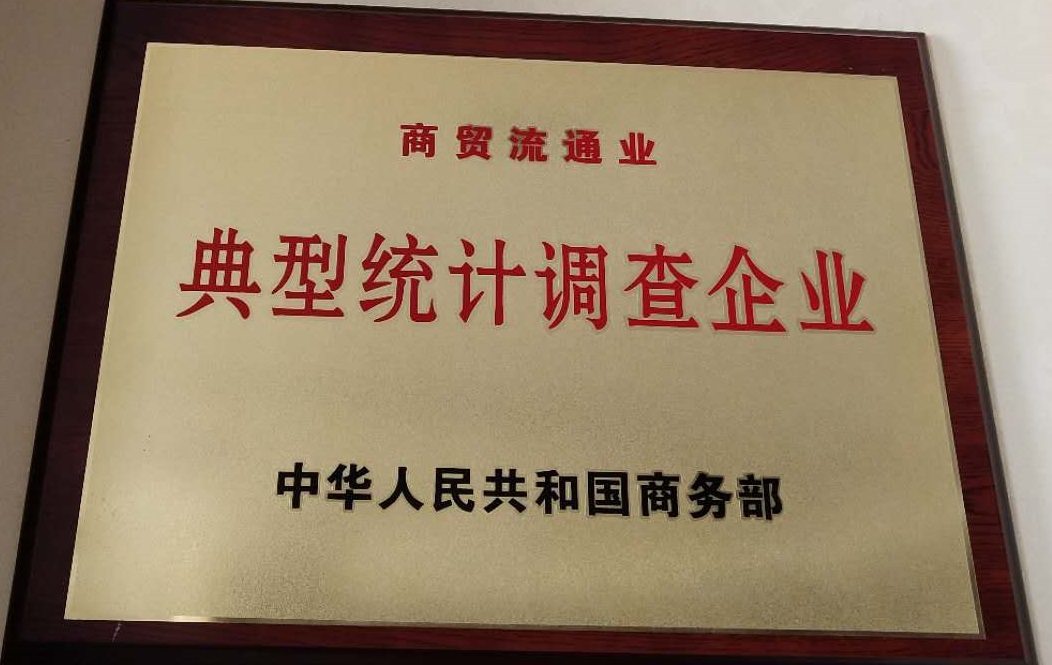 商贸流通业
典型统计调查企业
中华人民共和国商务部